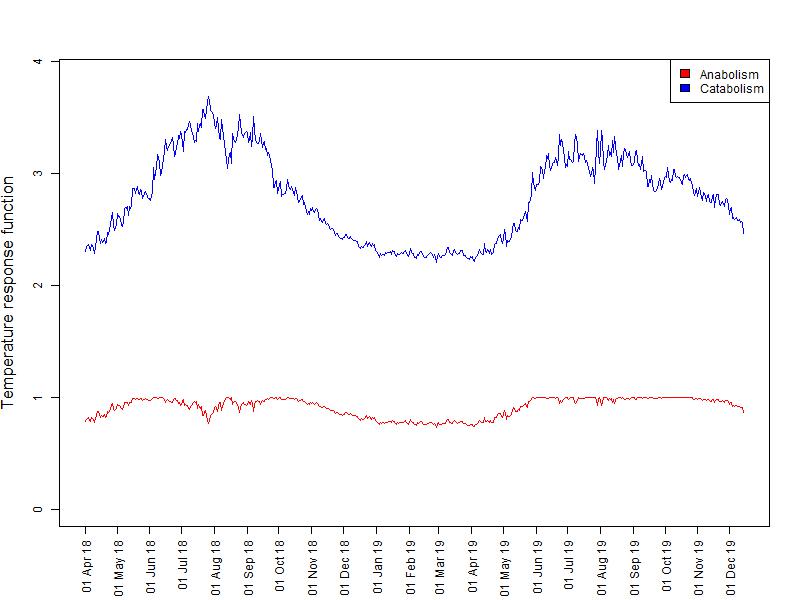 Temperature response function
4
3
2
1
0
Anabolism
Catabolism
01 Apr 18
01 May 18
01 Jun 18
01 Jul 18
01 Aug 18
01 Sep 18
01 Oct 18
01 Nov 18
01 Dec 18
01 Jan 19
01 Feb 19
01 Mar 19
01 Apr 19
01 May 19
01 Jun 19
01 Jul 19
01 Aug 19
01 Sep 19
01 Oct 19
01 Nov 19
01 Dec 19